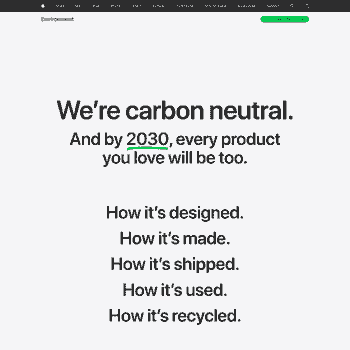 Environment
We're carbon neutral.
And by 2030, every product
you love will be too.
How it's designed.
How it's made.
How it's shipped.
How it's used.
How it's recycled.